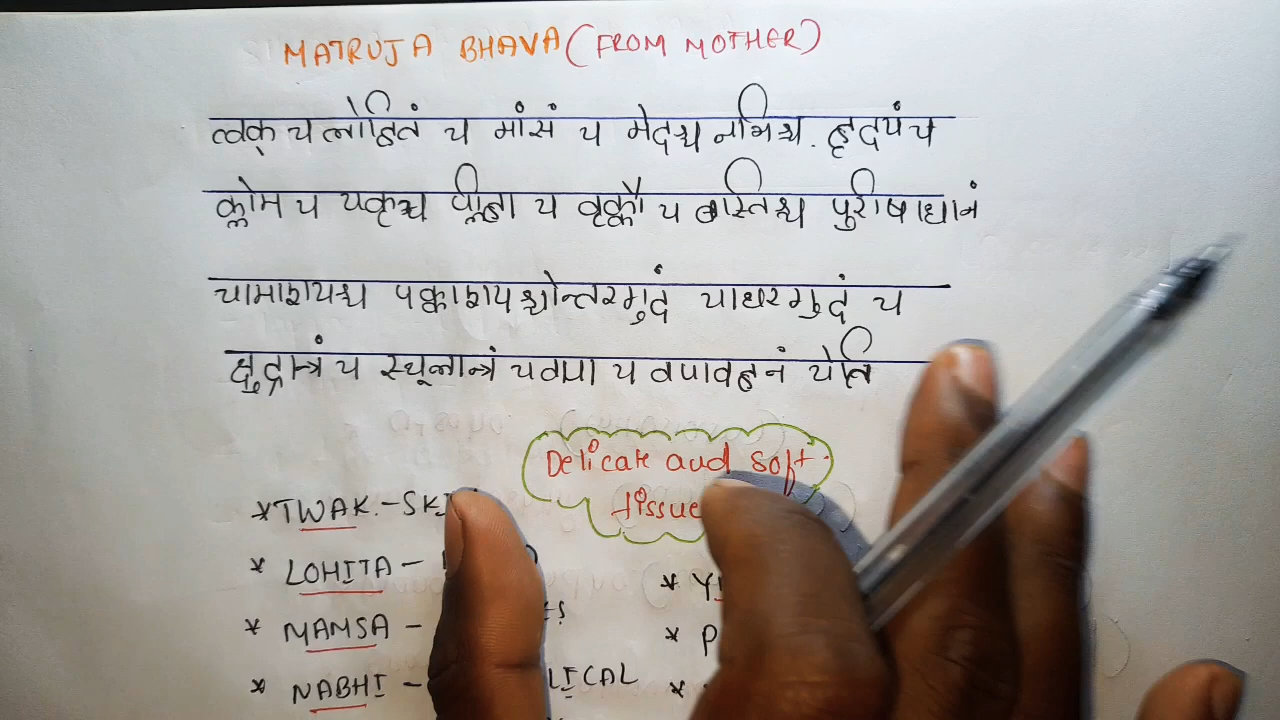 MATRUJA BHAVA (FROM MOTHER)
त्वक् च लोहितं च मांसं च मेदश्च नाभिश्च. हृदयं च
क्लोम च यकृच्च प्लिहा च वृक्कौ च बस्तिश्च पुरीषाधानं
चामाशयश्च पक्वाशयश्चोन्तरगुदं चाधरगुदं च
क्षुद्रान्त्रं च स्थूलान्त्रं च वपा च वपावहनं चेति
Delicate and soft
tissue
* TWAK. - SK
* LOHITA -
* MAMSA -
* NABHI - LICAL
* Y
* P
*